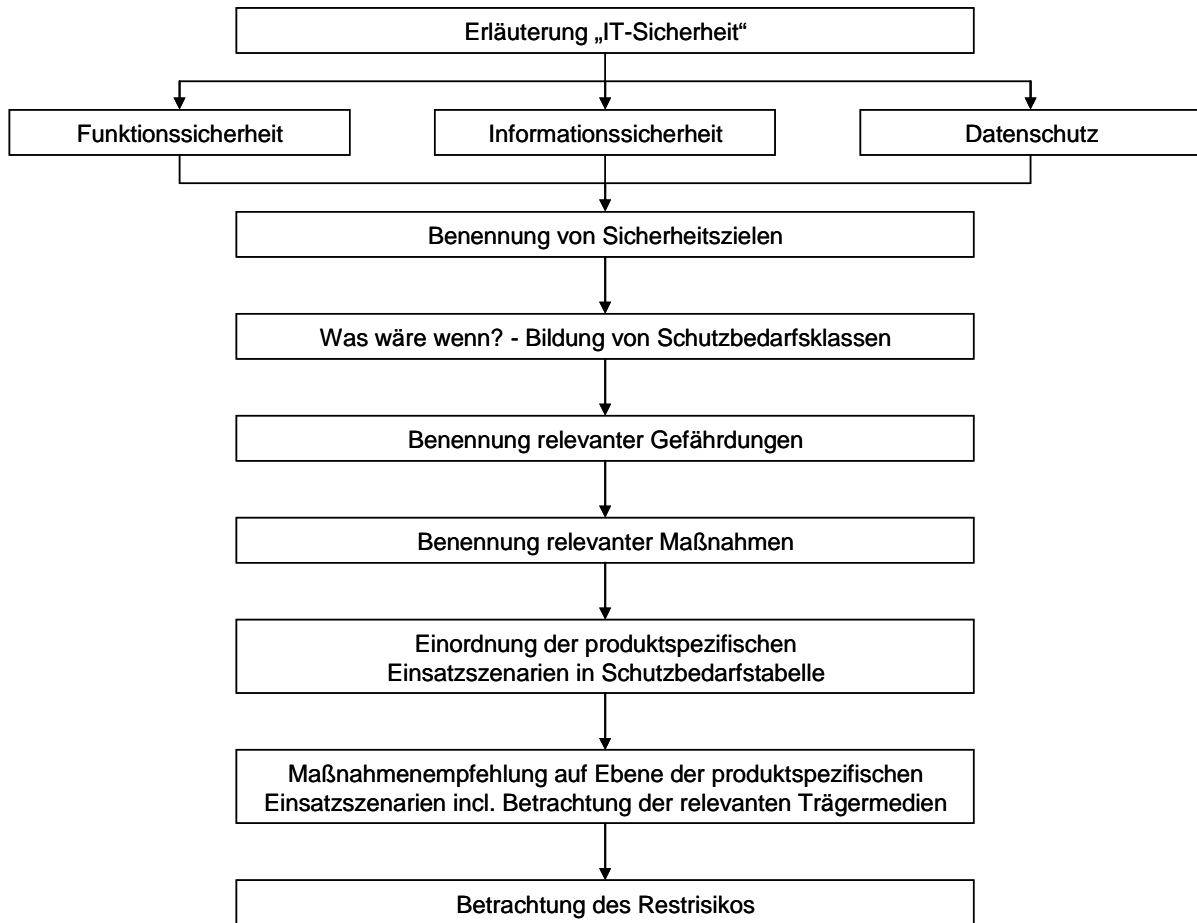 Erläuterung „IT-Sicherheit“
Funktionssicherheit
Informationssicherheit
Datenschutz
Benennung von Sicherheitszielen
Was wäre wenn? - Bildung von Schutzbedarfsklassen
Benennung relevanter Gefährdungen
Benennung relevanter Maßnahmen
Einordnung der produktspezifischen
Einsatzszenarien in Schutzbedarfstabelle
Maßnahmenempfehlung auf Ebene der produktspezifischen
Einsatzszenarien incl. Betrachtung der relevanten Trägermedien
Betrachtung des Restrisikos